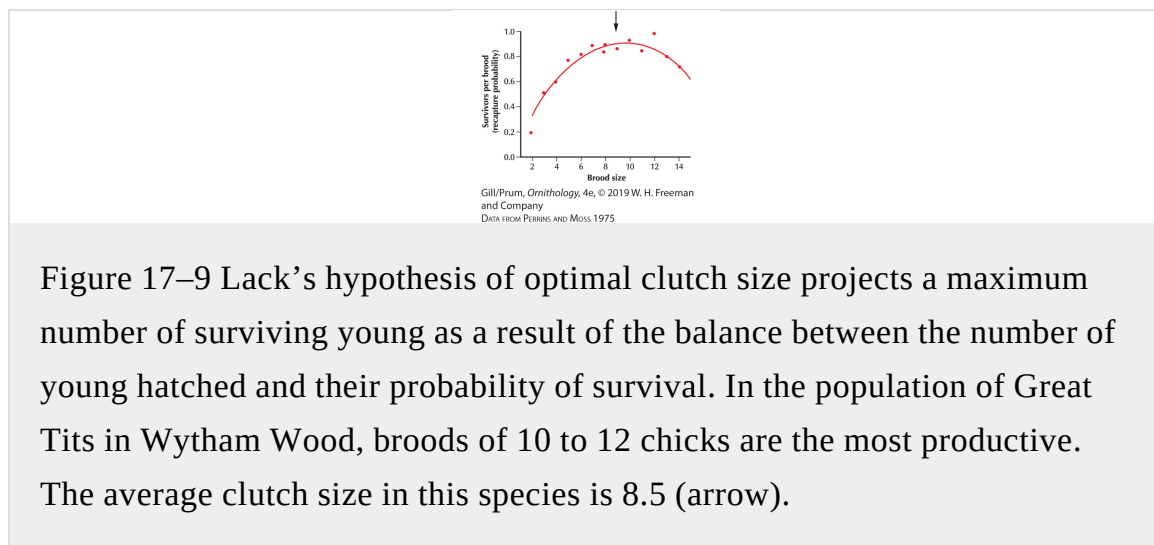 1.0
0.8
0.6
0.4
0.2
0.0
Survivors per brood
(recapture probability)
2 4 6 8 10 12 14
Brood size
Gill/Prum, Ornithology, 4e, © 2019 W. H. Freeman
and Company
DATA FROM PERRINS AND MOSS 1975
Figure 17–9 Lack’s hypothesis of optimal clutch size projects a maximum
number of surviving young as a result of the balance between the number of
young hatched and their probability of survival. In the population of Great
Tits in Wytham Wood, broods of 10 to 12 chicks are the most productive.
The average clutch size in this species is 8.5 (arrow).